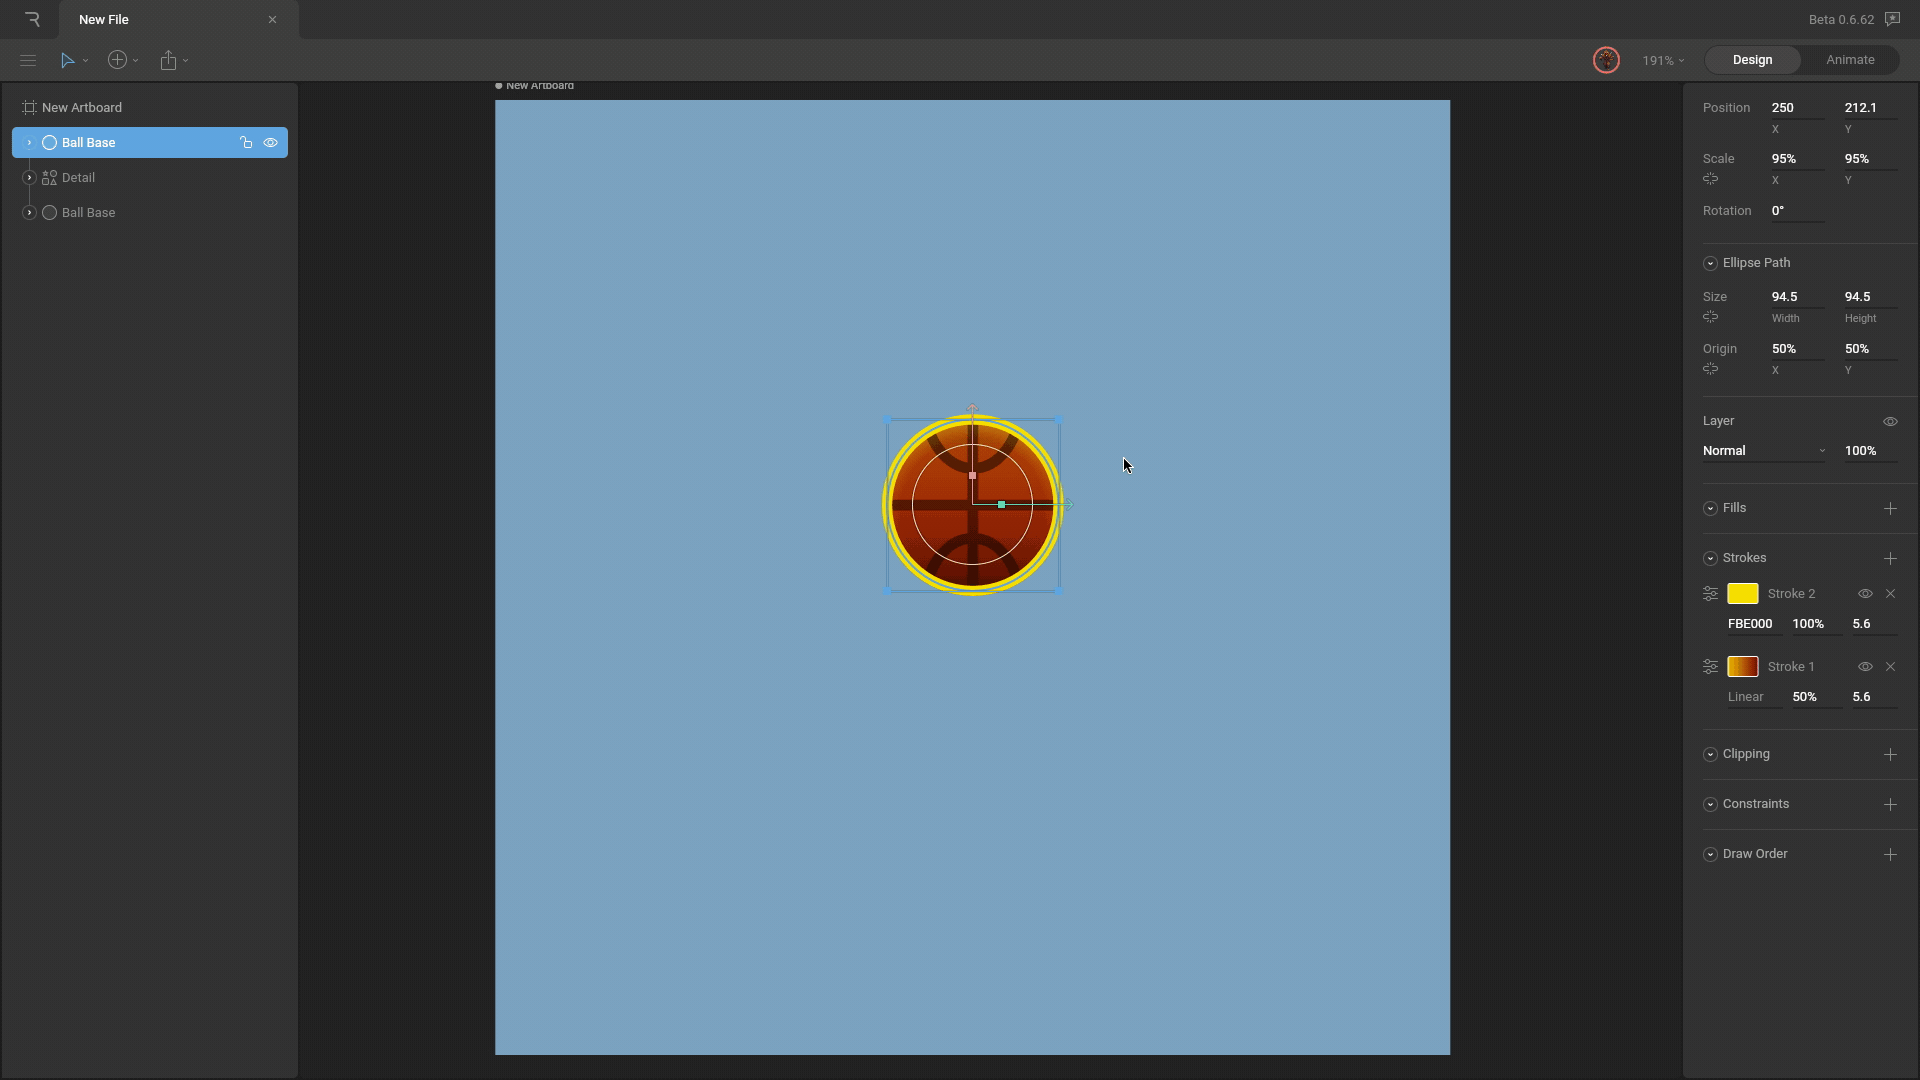 New File
Beta 0.6.62
191%
Design
Animate
New Artboard
Ball Base
Detail
Ball Base
New Artboard
Position 250 212.1
X Y
Scale 95% 95%
X Y
Rotation 0°
Ellipse Path
Size 94.5 94.5
Width Height
Origin 50% 50%
X Y
Layer
Normal 100%
Fills
Strokes
Stroke 2
FBE000 100% 5.6
Stroke 1
Linear 50% 5.6
Clipping
Constraints
Draw Order